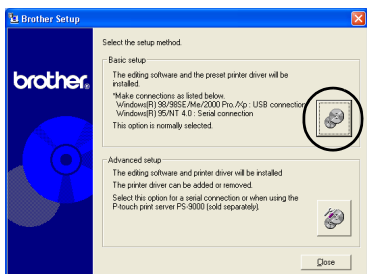 Brother Setup
Select the setup method.
brother®
Basic setup
The editing software and the preset printer driver will be
installed.
*Make connections as listed below.
Windows(R) 98/98SE/Me/2000 Pro./Xp : USB connection
Windows(R) 95/NT 4.0 : Serial connection
This option is normally selected.
Advanced setup
The editing software and printer driver will be installed
The printer driver can be added or removed.
Select this option for a serial connection or when using the
P-touch print server PS-9000 (sold separately).
Close